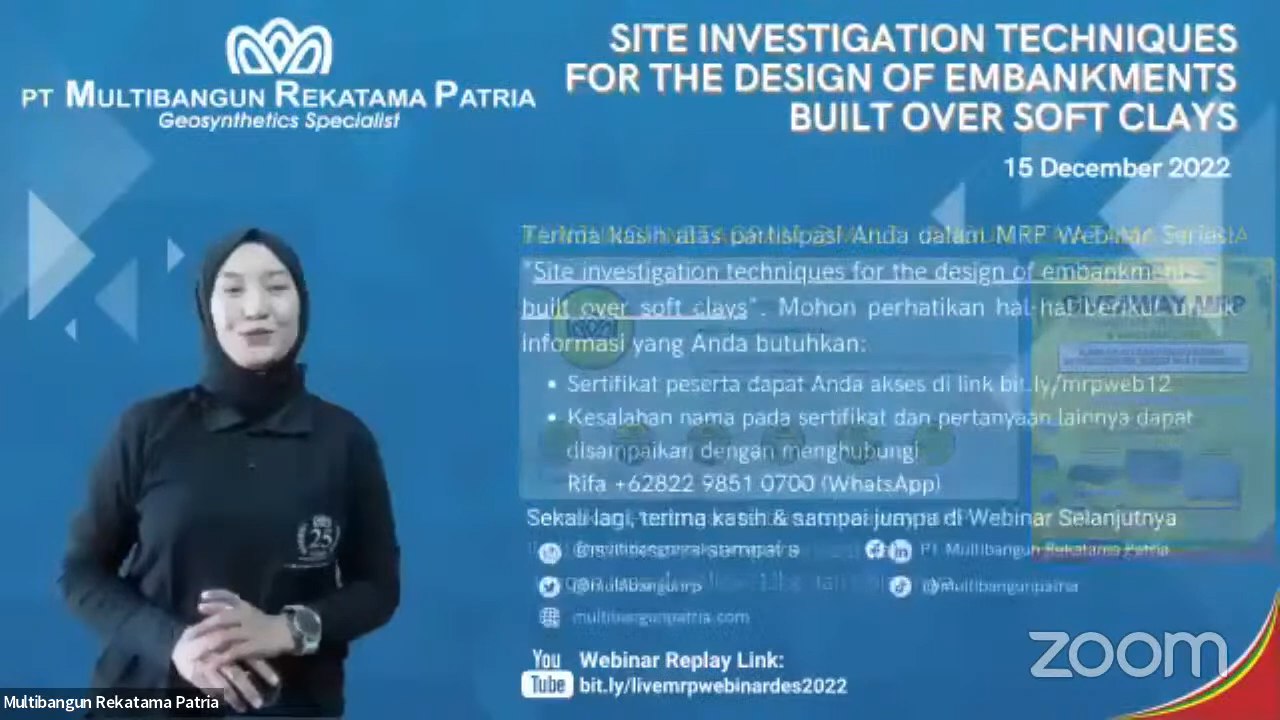 PT MULTIBANGUN REKATAMA PATRIA
Geosynthetics Specialist
SITE INVESTIGATION TECHNIQUES
FOR THE DESIGN OF EMBANKMENTS
BUILT OVER SOFT CLAYS
15 December 2022
Terima kasih atas partisipasi Anda dalam MRP Webinar Series:
"Site investigation techniques for the design of embankments
built over soft clays". Mohon perhatikan hal-hal berikut untuk
informasi yang Anda butuhkan:
• Sertifikat peserta dapat Anda akses di link bit.ly/mrpweb12
• Kesalahan nama pada sertifikat dan pertanyaan lainnya dapat
disampaikan dengan menghubungi
Rifa +62822 9851 0700 (WhatsApp)
Sekali lagi, terima kasih & sampai jumpa di Webinar Selanjutnya
PT Multibangun Rekatama Patria
@multibangunmrp
@multibangunpatria
multibangunpatria.com
You Tube
Webinar Replay Link:
bit.ly/livemrpwebinardes2022
GIVEAWAY MRP
25
zoom
Multibangun Rekatama Patria